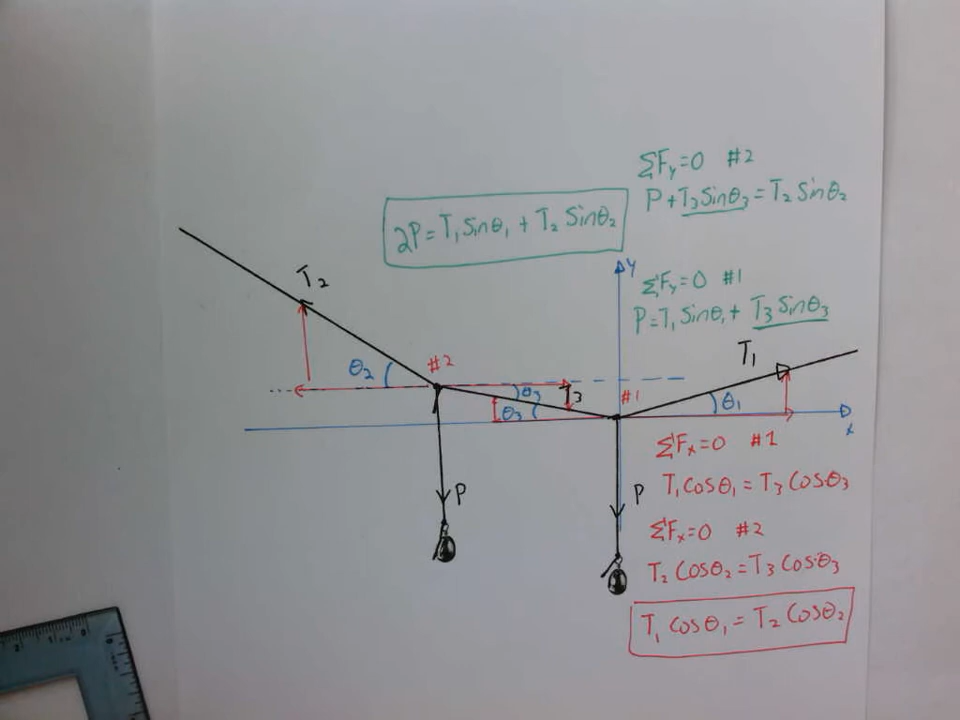 ΣFy=0 #2
P+T3 Sinθ3 = T2 Sinθ2
2P=T1 Sinθ1 + T2 Sinθ2
y
ΣFy=0 #1
P=T1 Sinθ1 + T3 Sinθ3
T2
T1
θ2
#2
θ3
T3
#1
θ3
θ1
x
ΣFx=0 #1
T1 cosθ1 = T3 Cosθ3
P
P
ΣFx=0 #2
T2 Cosθ2 = T3 Cosθ3
T1 Cosθ1 = T2 Cosθ2